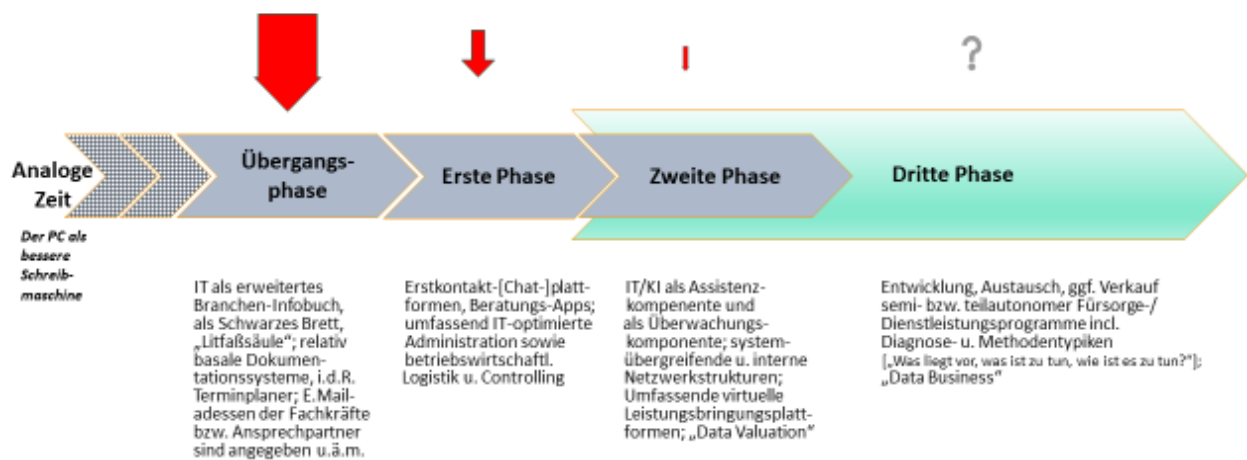 ?
Analoge
Zeit
Der PC als
bessere
Schreib-
maschine
Übergangs-
phase
Erste Phase
Zweite Phase
Dritte Phase
IT als erweitertes
Branchen-Infobuch,
als Schwarzes Brett,
„Litfaßsäule“; relativ
basale Dokumen-
tationssysteme, i.d.R.
Terminplaner; E.Mail-
adessen der Fachkräfte
bzw. Ansprechpartner
sind angegeben u.ä.m.
Erstkontakt-[Chat-]platt-
formen, Beratungs-Apps;
umfassend IT-optimierte
Administration sowie
betriebswirtschaftl.
Logistik u. Controlling
IT/KI als Assistenz-
kompenente und
als Überwachungs-
komponente; system-
übergreifende u. interne
Netzwerkstrukturen;
Umfassende virtuelle
Leistungsbringungsplatt-
formen; „Data Valuation“
Entwicklung, Austausch, ggf. Verkauf
semi- bzw. teilautonomer Fürsorge-/
Dienstleistungsprogramme incl.
Diagnose- u. Methodentypiken
[„Was liegt vor, was ist zu tun, wie ist es zu tun?“];
„Data Business“